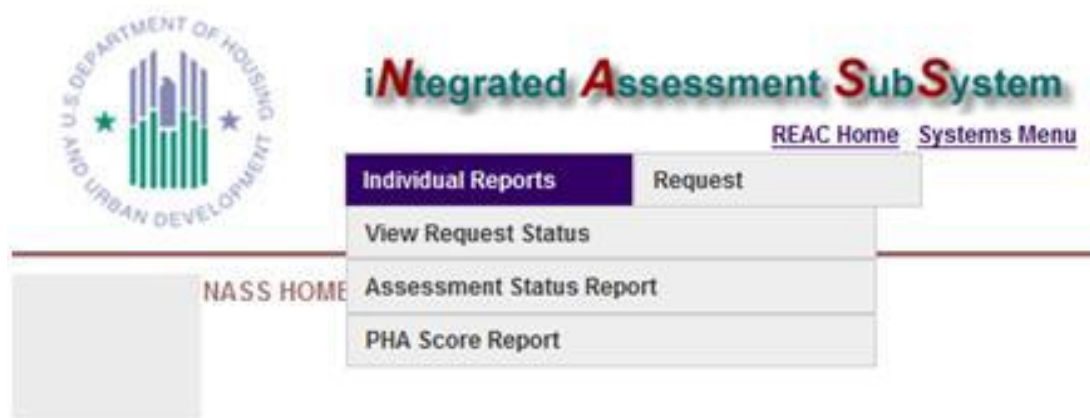 U.S. DEPARTMENT OF HOUSING
AND URBAN DEVELOPMENT
iNtegrated Assessment SubSystem
REAC Home Systems Menu
Individual Reports Request
View Request Status
NASS HOME Assessment Status Report
PHA Score Report